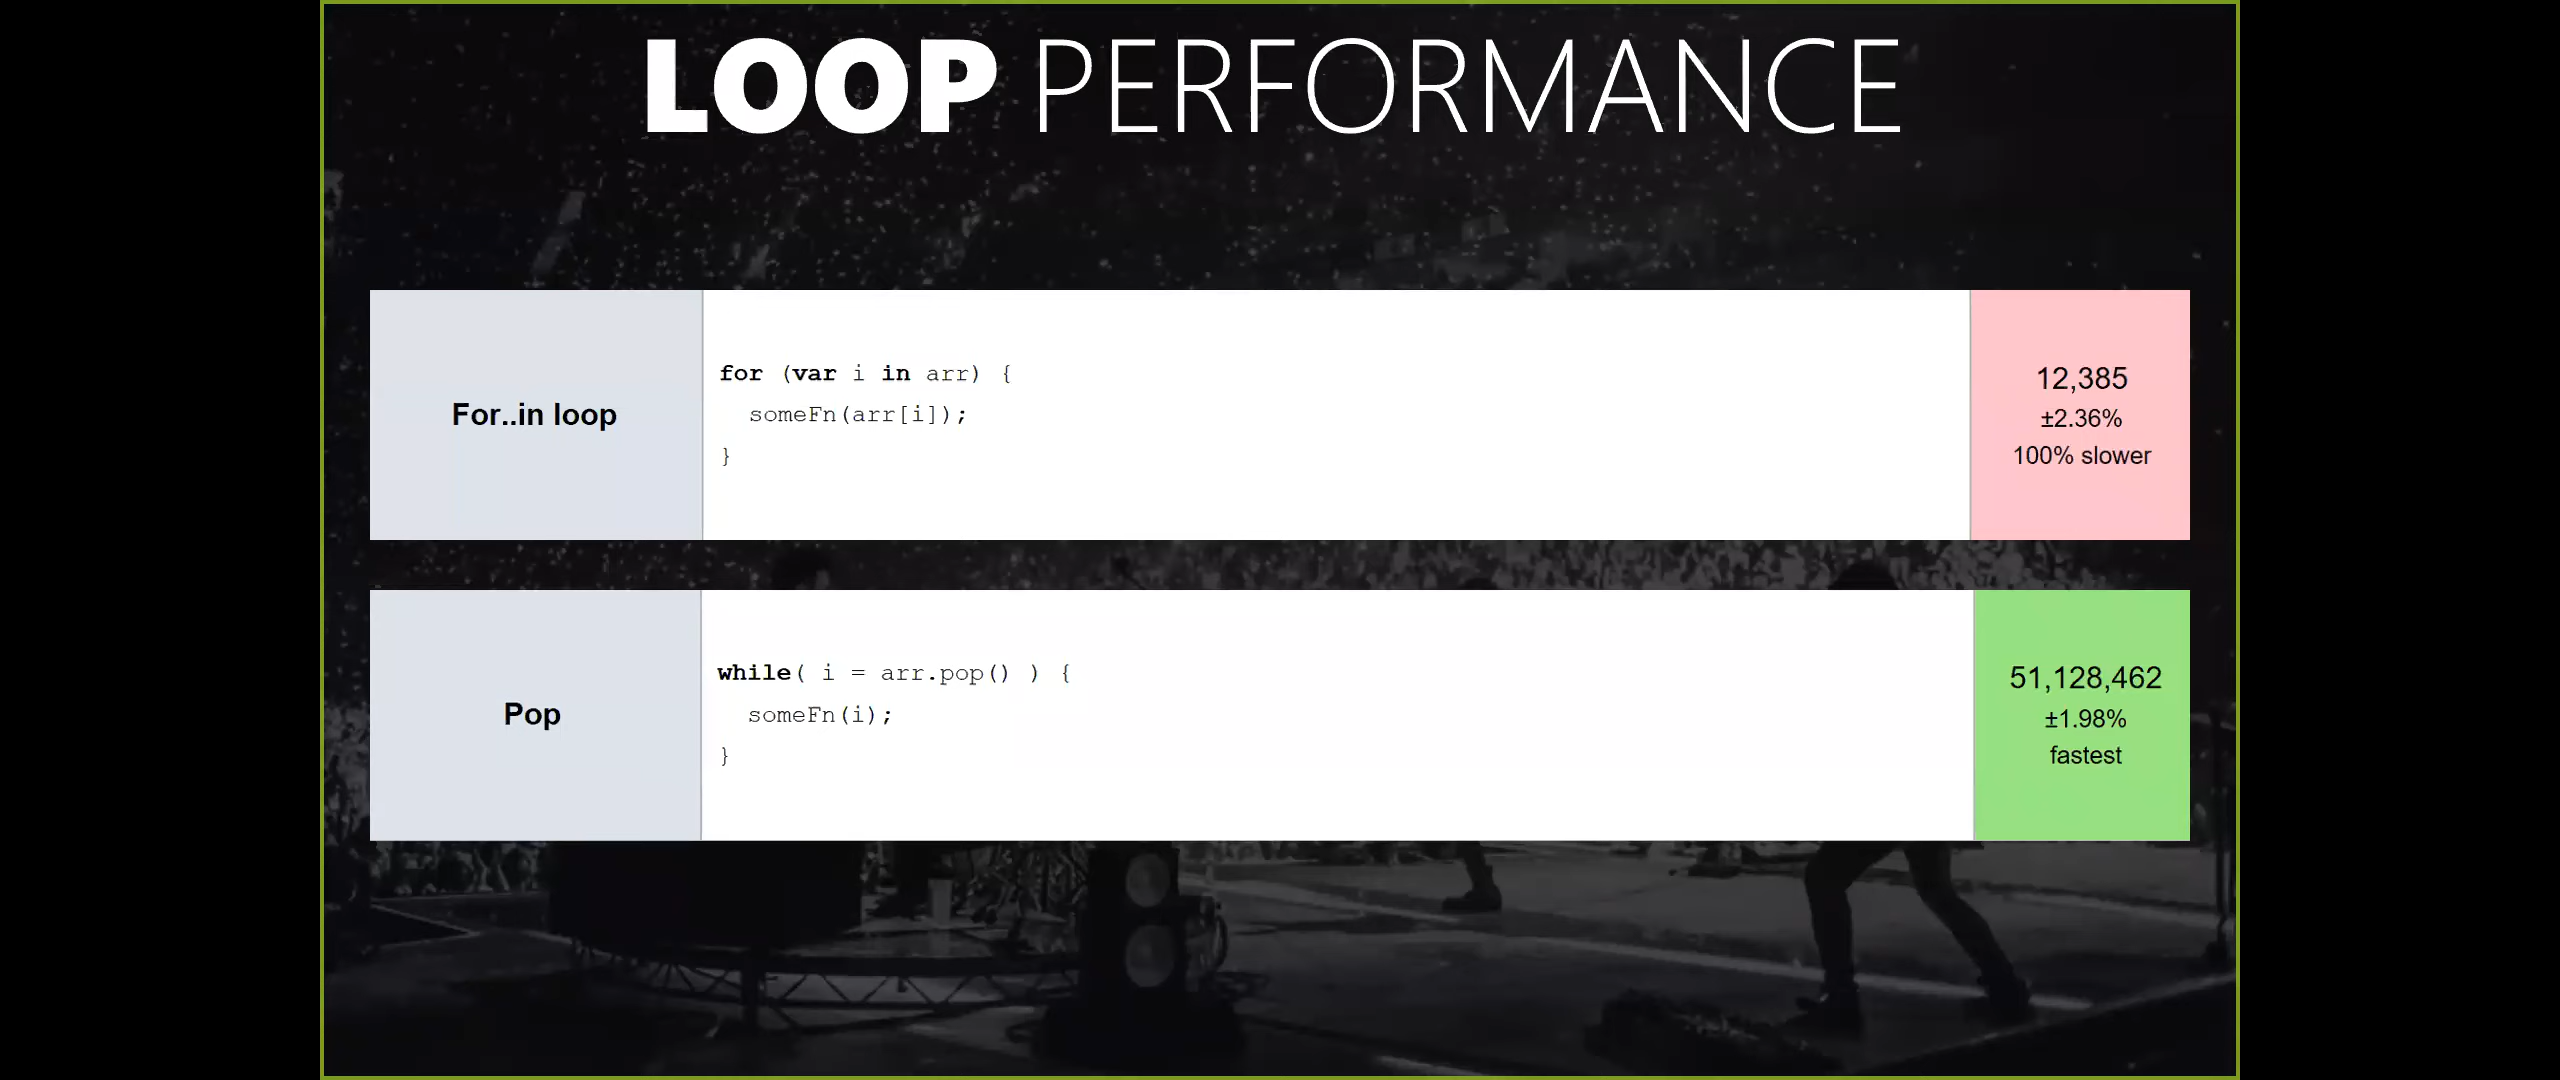 LOOP PERFORMANCE
For..in loop
for (var i in arr) {
  someFn(arr[i]);
}
12,385
±2.36%
100% slower
Pop
while( i = arr.pop() ) {
  someFn(i);
}
51,128,462
±1.98%
fastest